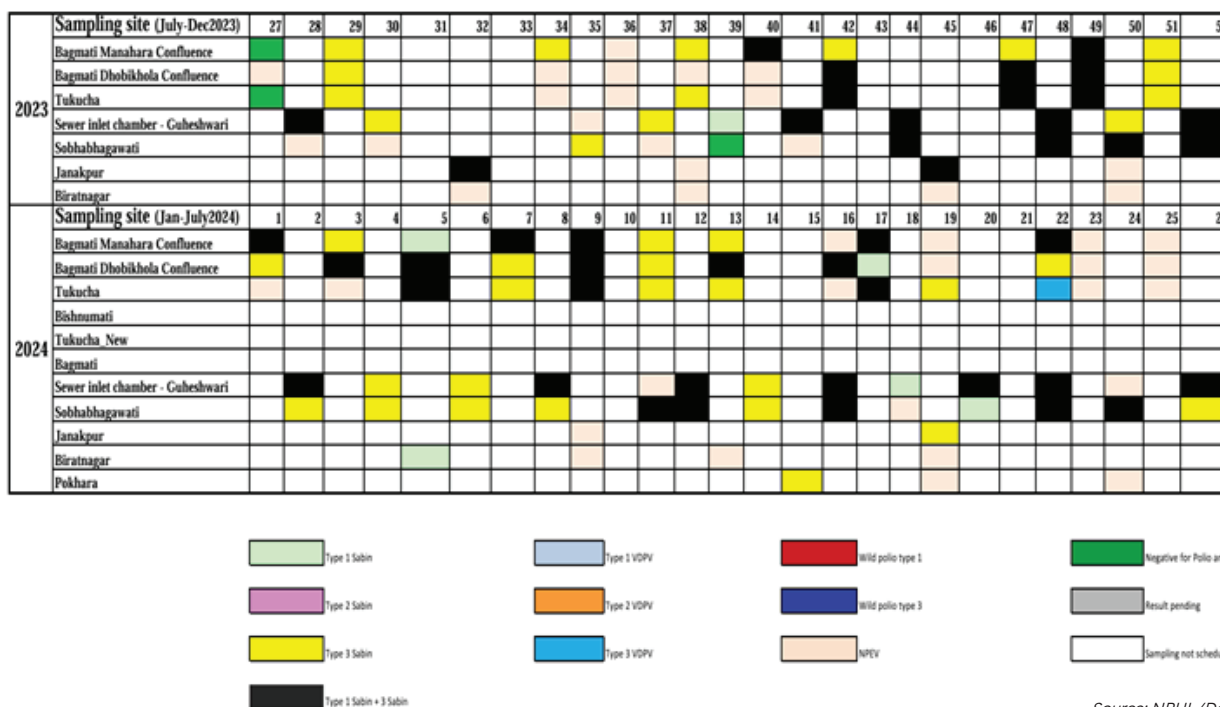 Sampling site (July-Dec2023) 27 28 29 30 32 33 34 35 36 37 38 39 40 41 42 43 44 45 46 47 48 49 50 51
2023
Bagmati Manahara Confluence
Bagmati Dhobikhola Confluence
Tukucha
Sewer inlet chamber - Guheshwari
Sobhabhagawati
Janakpur
Biratnagar
Sampling site (Jan-July2024) 1 2 3 4 5 6 7 8 9 10 11 12 13 14 15 16 17 18 19 20 21 22 23 24 25
2024
Bagmati Manahara Confluence
Bagmati Dhobikhola Confluence
Tukucha
Bishnumati
Tukucha_New
Bagmati
Sewer inlet chamber - Guheshwari
Sobhabhagawati
Janakpur
Biratnagar
Pokhara
Type 1 Sabin Type 1 VDPV Wild polio type 1 Negative for Polio
Type 2 Sabin Type 2 VDPV Wild polio type 3 Result pending
Type 3 Sabin Type 3 VDPV NPEV Sampling not
Type 1 Sabin + 3 Sabin
Source: